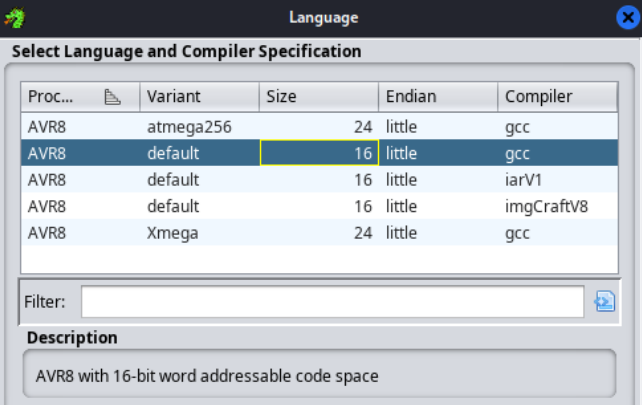 Language
Select Language and Compiler Specification
Proc... Variant Size Endian Compiler
AVR8 atmega256 24 little gcc
AVR8 default 16 little gcc
AVR8 default 16 little iarV1
AVR8 default 16 little imgCraftV8
AVR8 Xmega 24 little gcc
Filter:
Description
AVR8 with 16-bit word addressable code space